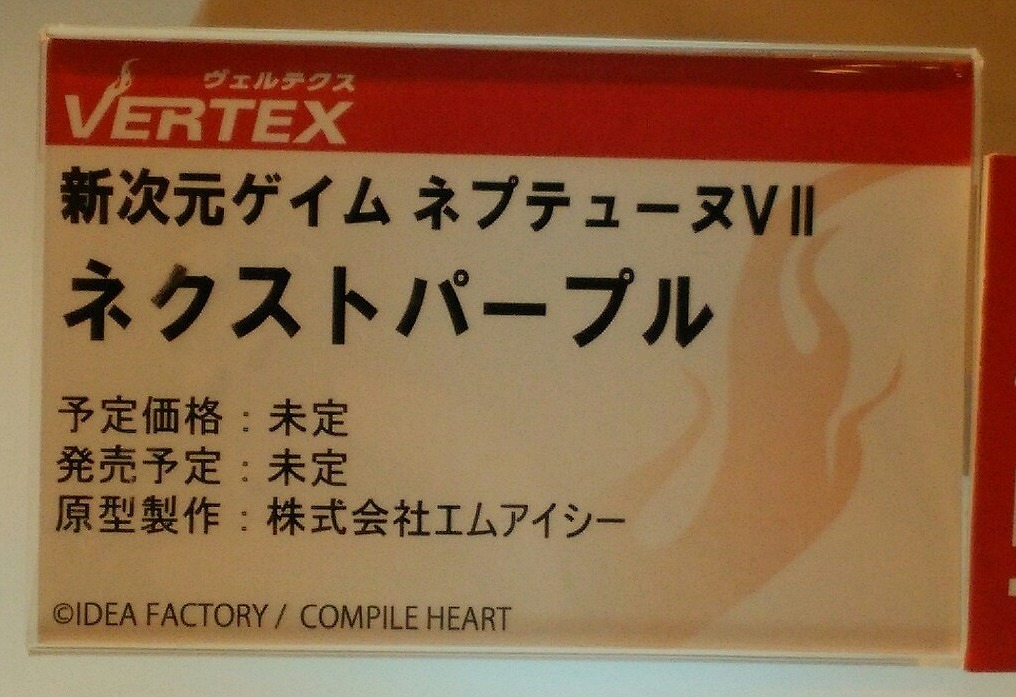 ヴェルテクス
VERTEX
新次元ゲイム ネプテューヌVⅡ
ネクストパープル
予定価格：未定
発売予定：未定
原型製作：株式会社エムアイシー
©IDEA FACTORY / COMPILE HEART